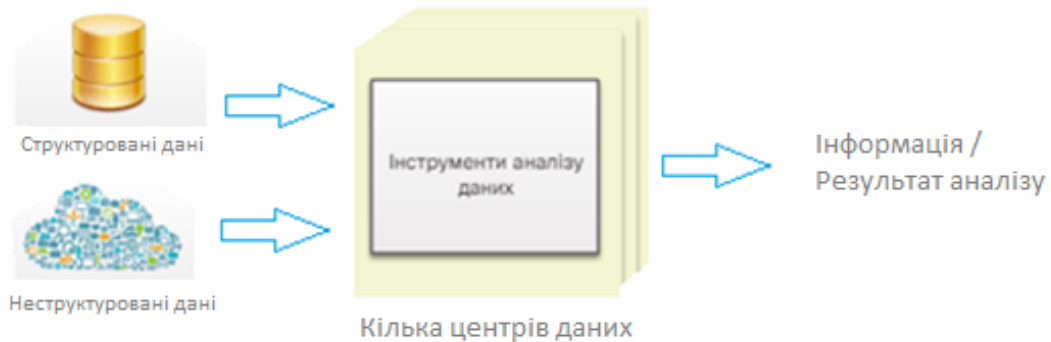 Структуровані дані
Неструктуровані дані
Інструменти аналізу
даних
Кілька центрів даних
Інформація /
Результат аналізу